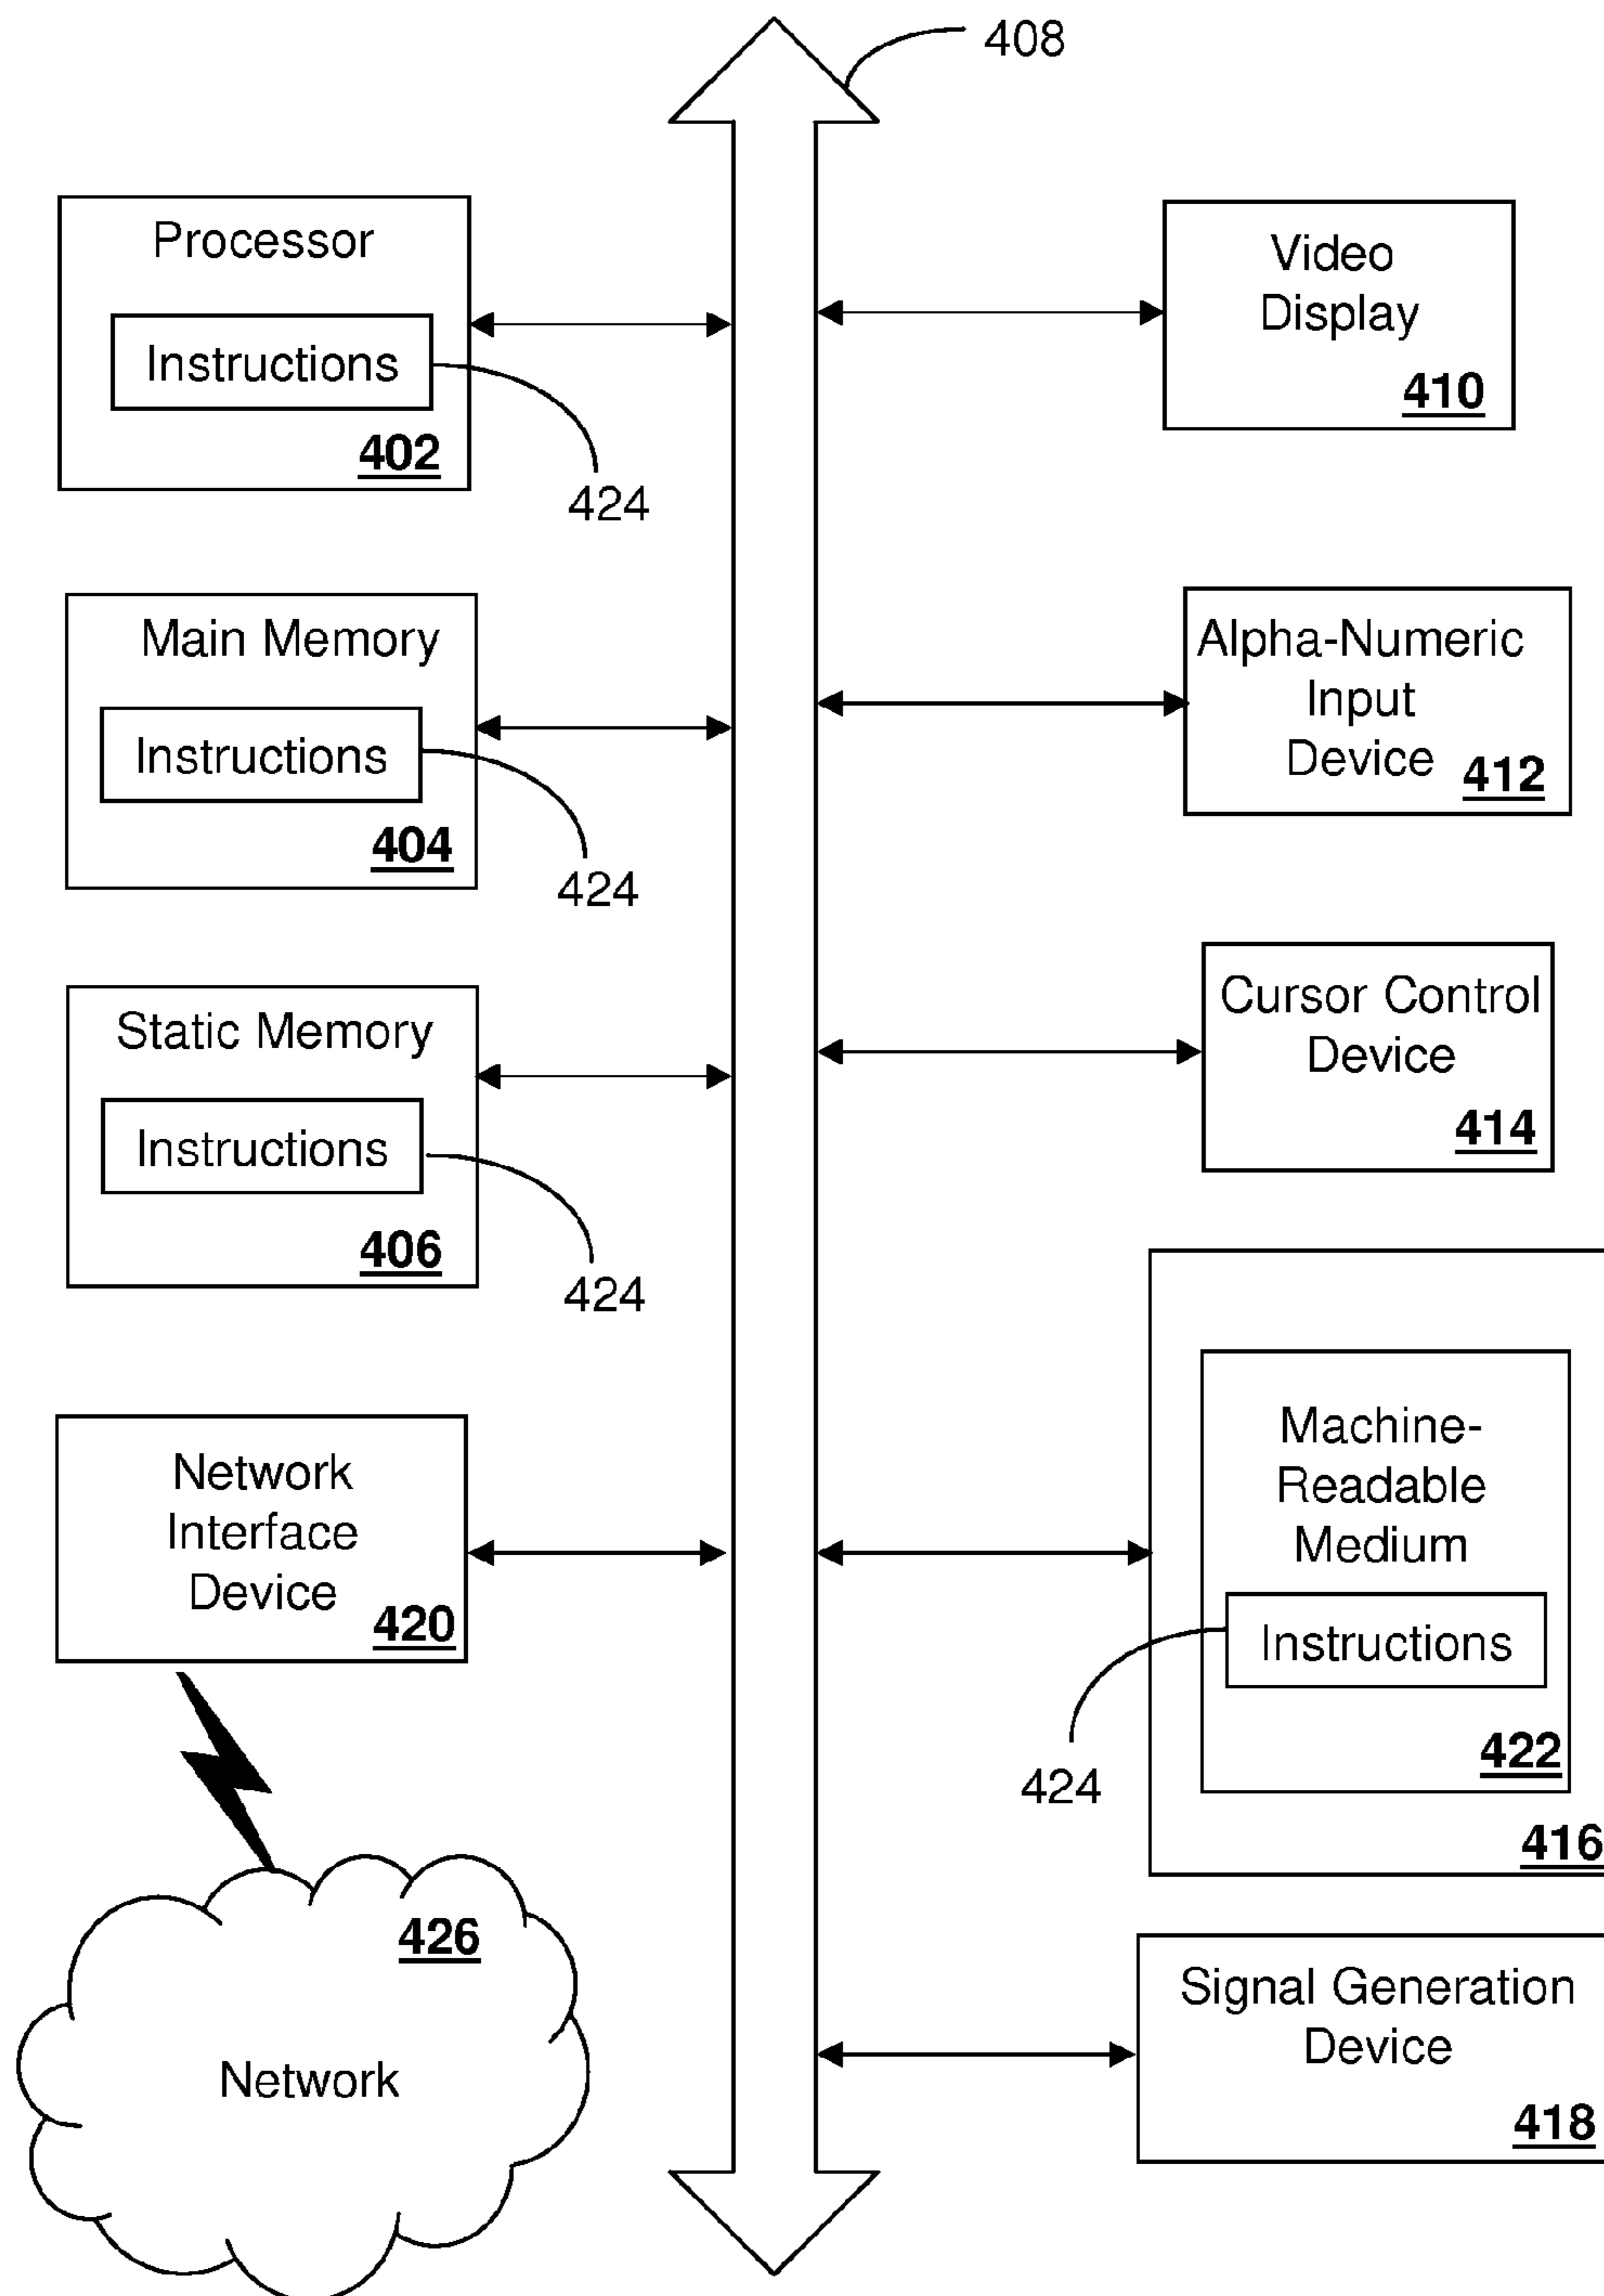 408
Processor
Instructions
402
424
Main Memory
Instructions
404
424
Static Memory
Instructions
406
424
Network
Interface
Device
420
426
Network
Video
Display
410
Alpha-Numeric
Input
Device
412
Cursor Control
Device
414
Machine-
Readable
Medium
Instructions
422
424
416
Signal Generation
Device
418